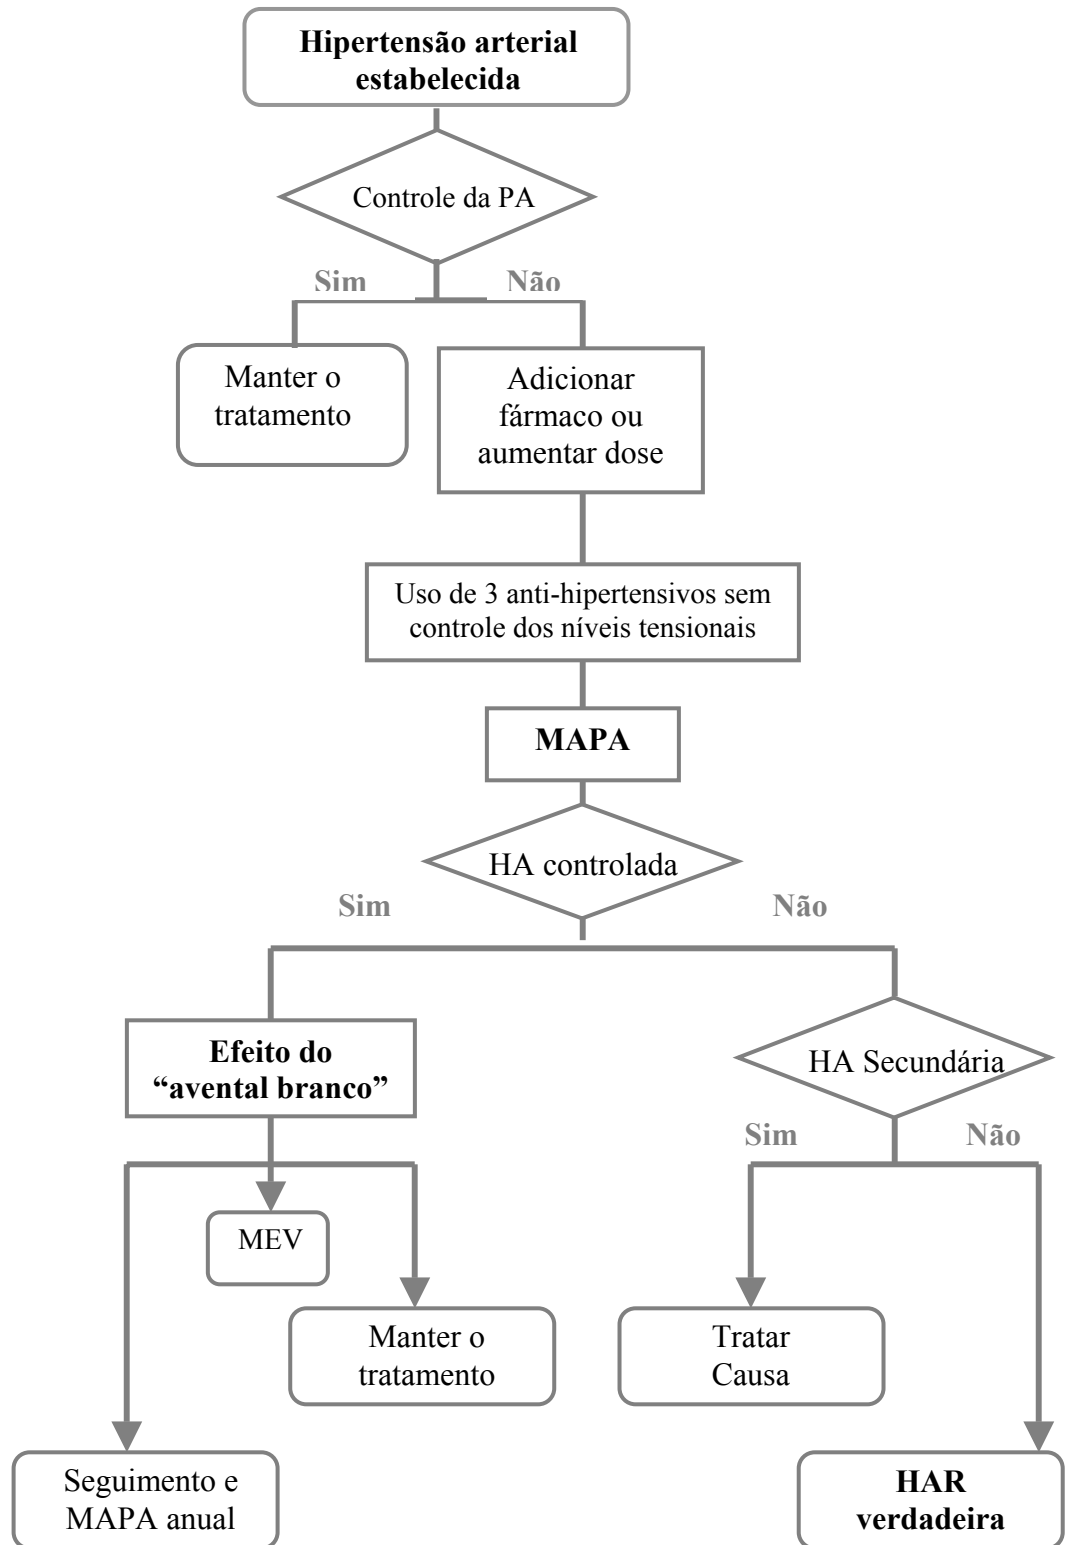 Hipertensão arterial
estabelecida
Controle da PA
Sim
Não
Manter o
tratamento
Adicionar
fármaco ou
aumentar dose
Uso de 3 anti-hipertensivos sem
controle dos níveis tensionais
MAPA
HA controlada
Sim
Não
Efeito do
“avental branco”
HA Secundária
Sim
Não
MEV
Manter o
tratamento
Tratar
Causa
Seguimento e
MAPA anual
HAR
verdadeira